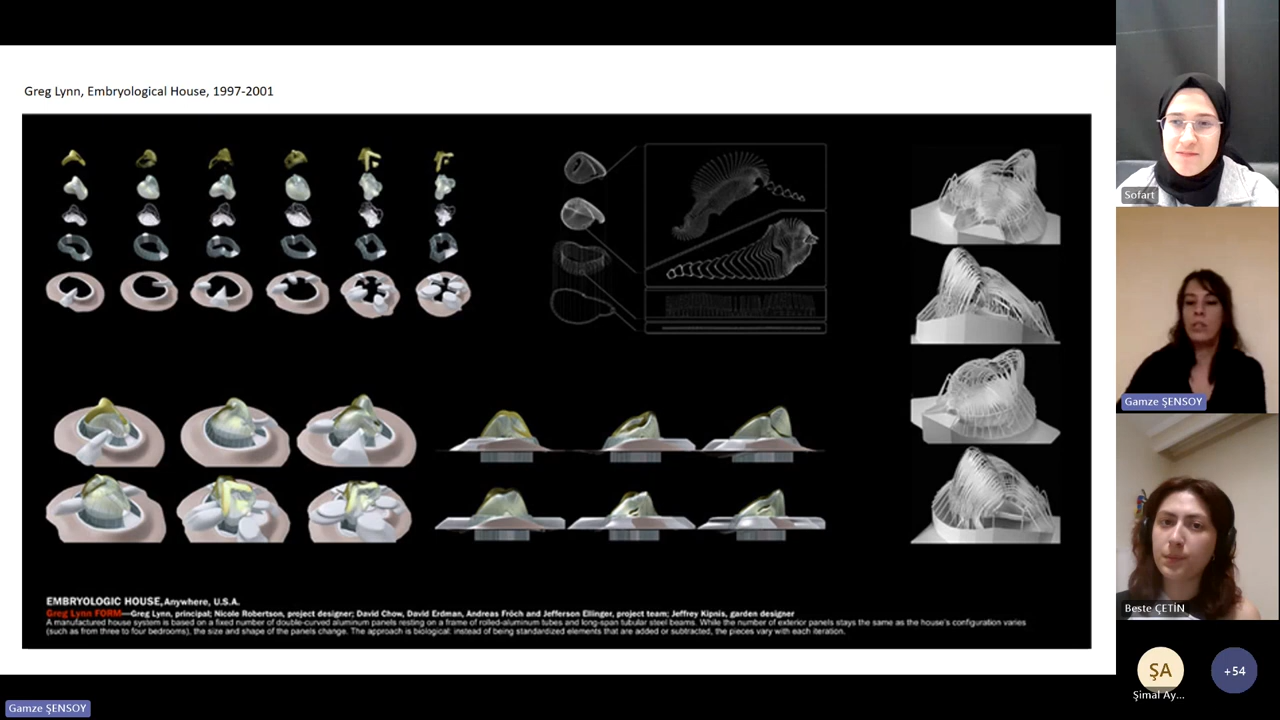 Greg Lynn, Embryological House, 1997-2001
EMBRYOLOGIC HOUSE, Anywhere, U.S.A.
Greg Lynn FORM—Greg Lynn, principal; Nicole Robertson, project designer; David Chow, David Erdman, Andreas Fröch and Jefferson Ellinger, project team; Jeffrey Kipnis, garden designer
A manufactured house system is based on a fixed number of double-curved aluminum panels resting on a frame of rolled-aluminum tubes and long-span tubular steel beams. While the number of exterior panels stays the same as the house's configuration varies
(such as from three to four bedrooms), the size and shape of the panels change. The approach is biological: instead of being standardized elements that are added or subtracted, the pieces vary with each iteration.
Sofart
Gamze ŞENSOY
Beste ÇETİN
ŞA
Şimal Ay...
+54
Gamze ŞENSOY